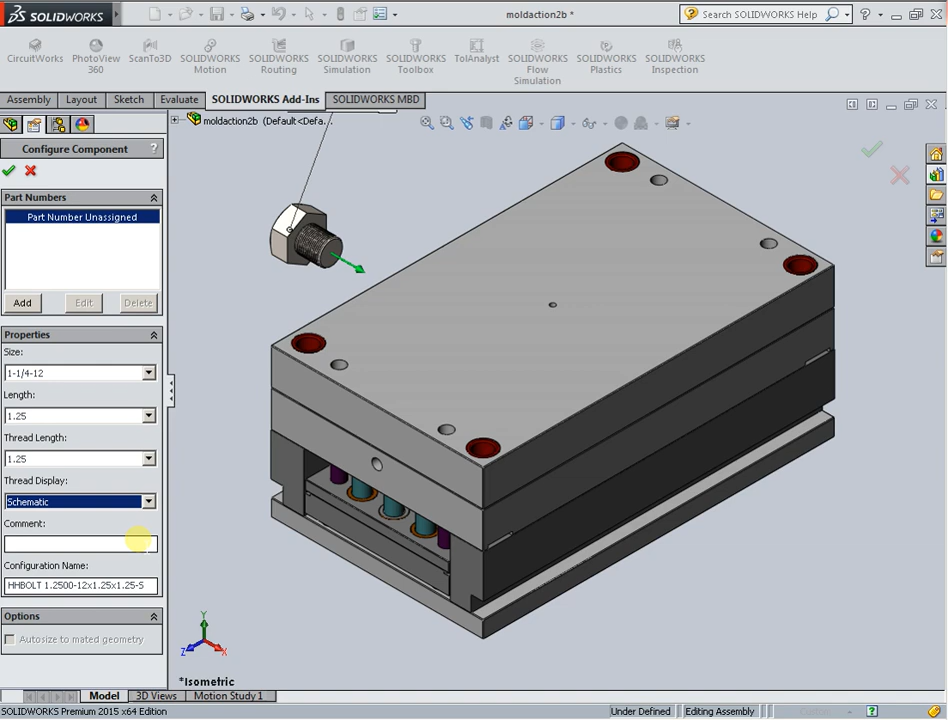 SOLIDWORKS
moldaction2b *
Search SOLIDWORKS Help
CircuitWorks
PhotoView
360
ScanTo3D
SOLIDWORKS
Motion
SOLIDWORKS
Routing
SOLIDWORKS
Simulation
SOLIDWORKS
Toolbox
TolAnalyst
SOLIDWORKS
Flow
Simulation
SOLIDWORKS
Plastics
SOLIDWORKS
Inspection
Assembly
Layout
Sketch
Evaluate
SOLIDWORKS Add-Ins
SOLIDWORKS MBD
moldaction2b (Default<Defa...
Configure Component
?
Part Numbers
Part Number Unassigned
Add
Edit
Delete
Properties
Size:
1-1/4-12
Length:
1.25
Thread Length:
1.25
Thread Display:
Schematic
Comment:
Configuration Name:
HHBOLT 1.2500-12x1.25x1.25-S
Options
Autosize to mated geometry
Y
Z
X
*Isometric
Model
3D Views
Motion Study 1
SOLIDWORKS Premium 2015 x64 Edition
Under Defined
Editing Assembly